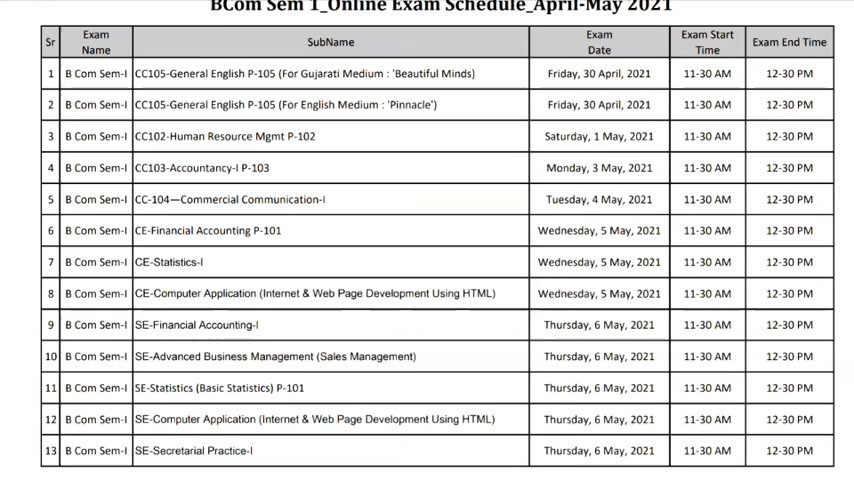 BCom Sem 1_Online Exam Schedule_April-May 2021
Sr Exam Name SubName Exam Date Exam Start Time Exam End Time
1 B Com Sem-I CC105-General English P-105 (For Gujarati Medium : 'Beautiful Minds) Friday, 30 April, 2021 11-30 AM 12-30 PM
2 B Com Sem-I CC105-General English P-105 (For English Medium : 'Pinnacle') Friday, 30 April, 2021 11-30 AM 12-30 PM
3 B Com Sem-I CC102-Human Resource Mgmt P-102 Saturday, 1 May, 2021 11-30 AM 12-30 PM
4 B Com Sem-I CC103-Accountancy-I P-103 Monday, 3 May, 2021 11-30 AM 12-30 PM
5 B Com Sem-I CC-104—Commercial Communication-I Tuesday, 4 May, 2021 11-30 AM 12-30 PM
6 B Com Sem-I CE-Financial Accounting P-101 Wednesday, 5 May, 2021 11-30 AM 12-30 PM
7 B Com Sem-I CE-Statistics-I Wednesday, 5 May, 2021 11-30 AM 12-30 PM
8 B Com Sem-I CE-Computer Application (Internet & Web Page Development Using HTML) Wednesday, 5 May, 2021 11-30 AM 12-30 PM
9 B Com Sem-I SE-Financial Accounting-I Thursday, 6 May, 2021 11-30 AM 12-30 PM
10 B Com Sem-I SE-Advanced Business Management (Sales Management) Thursday, 6 May, 2021 11-30 AM 12-30 PM
11 B Com Sem-I SE-Statistics (Basic Statistics) P-101 Thursday, 6 May, 2021 11-30 AM 12-30 PM
12 B Com Sem-I SE-Computer Application (Internet & Web Page Development Using HTML) Thursday, 6 May, 2021 11-30 AM 12-30 PM
13 B Com Sem-I SE-Secretarial Practice-I Thursday, 6 May, 2021 11-30 AM 12-30 PM